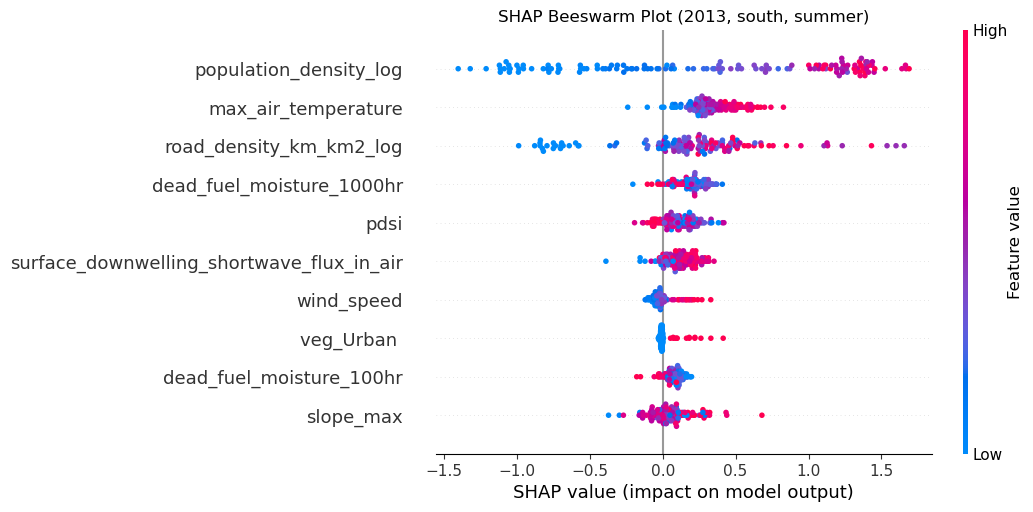 SHAP Beeswarm Plot (2013, south, summer)
High
population_density_log
max_air_temperature
road_density_km_km2_log
dead_fuel_moisture_1000hr
pdsi
surface_downwelling_shortwave_flux_in_air
wind_speed
veg_Urban
dead_fuel_moisture_100hr
slope_max
Feature value
Low
−1.5 −1.0 −0.5 0.0 0.5 1.0 1.5
SHAP value (impact on model output)